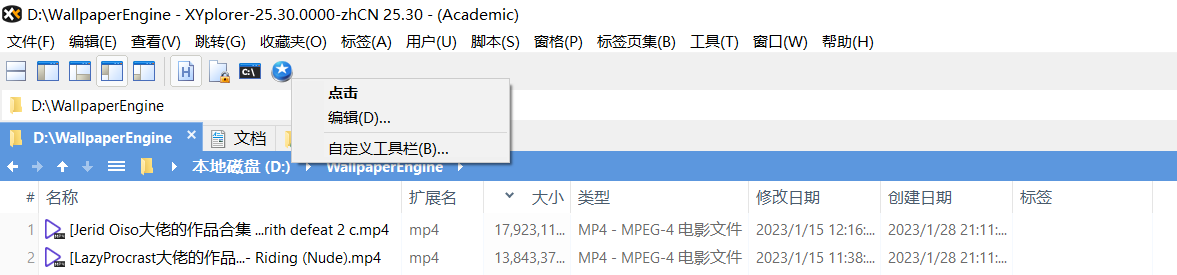 D:\WallpaperEngine - XYplorer-25.30.0000-zhCN 25.30 - (Academic)
文件(F) 编辑(E) 查看(V) 跳转(G) 收藏夹(O) 标签(A) 用户(U) 脚本(S) 窗格(P) 标签页集(B) 工具(T) 窗口(W) 帮助(H)
H C:\
点击
编辑(D)...
自定义工具栏(B)...
D:\WallpaperEngine
D:\WallpaperEngine 文档
本地磁盘 (D:) WallpaperEngine
# 名称 扩展名 大小 类型 修改日期 创建日期 标签
1 [Jerid Oiso大佬的作品合集 ...rith defeat 2 c.mp4 mp4 17,923,11... MP4 - MPEG-4 电影文件 2023/1/15 12:16:... 2023/1/28 21:11:...
2 [LazyProcrast大佬的作品...- Riding (Nude).mp4 mp4 13,843,37... MP4 - MPEG-4 电影文件 2023/1/15 11:38:... 2023/1/28 21:11:...